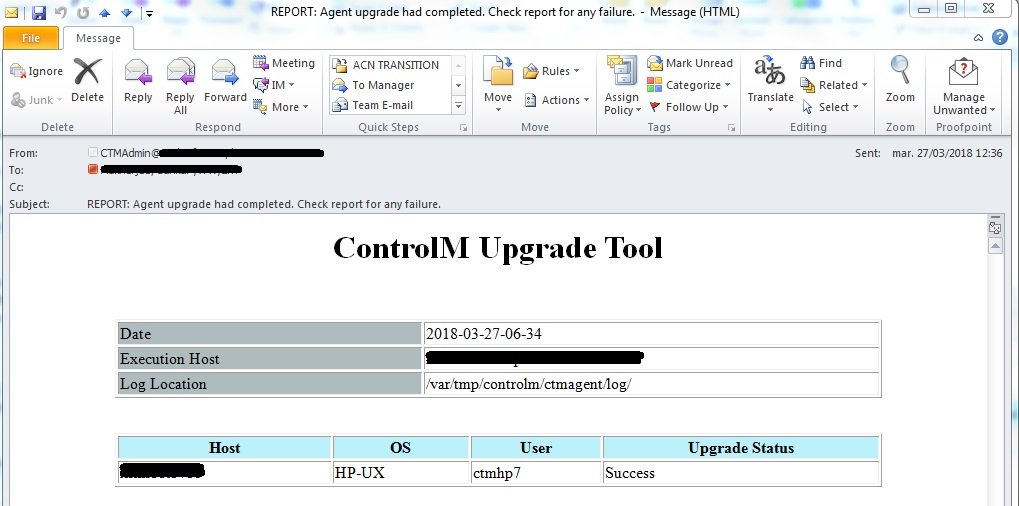 REPORT: Agent upgrade had completed. Check report for any failure. - Message (HTML)
File Message
Ignore
Junk
Delete
Reply
Reply All
Forward
Meeting
IM
More
ACN TRANSITION
To Manager
Team E-mail
Move
Rules
Actions
Assign Policy
Mark Unread
Categorize
Follow Up
Translate
Find
Related
Select
Zoom
Manage Unwanted
Delete Respond Quick Steps Move Tags Editing Zoom Proofpoint
From: CTMAdmin@
Sent: mar. 27/03/2018 12:36
To:
Cc:
Subject: REPORT: Agent upgrade had completed. Check report for any failure.
ControlM Upgrade Tool
Date 2018-03-27-06-34
Execution Host
Log Location /var/tmp/controlm/ctmagent/log/
Host OS User Upgrade Status
HP-UX ctmhp7 Success